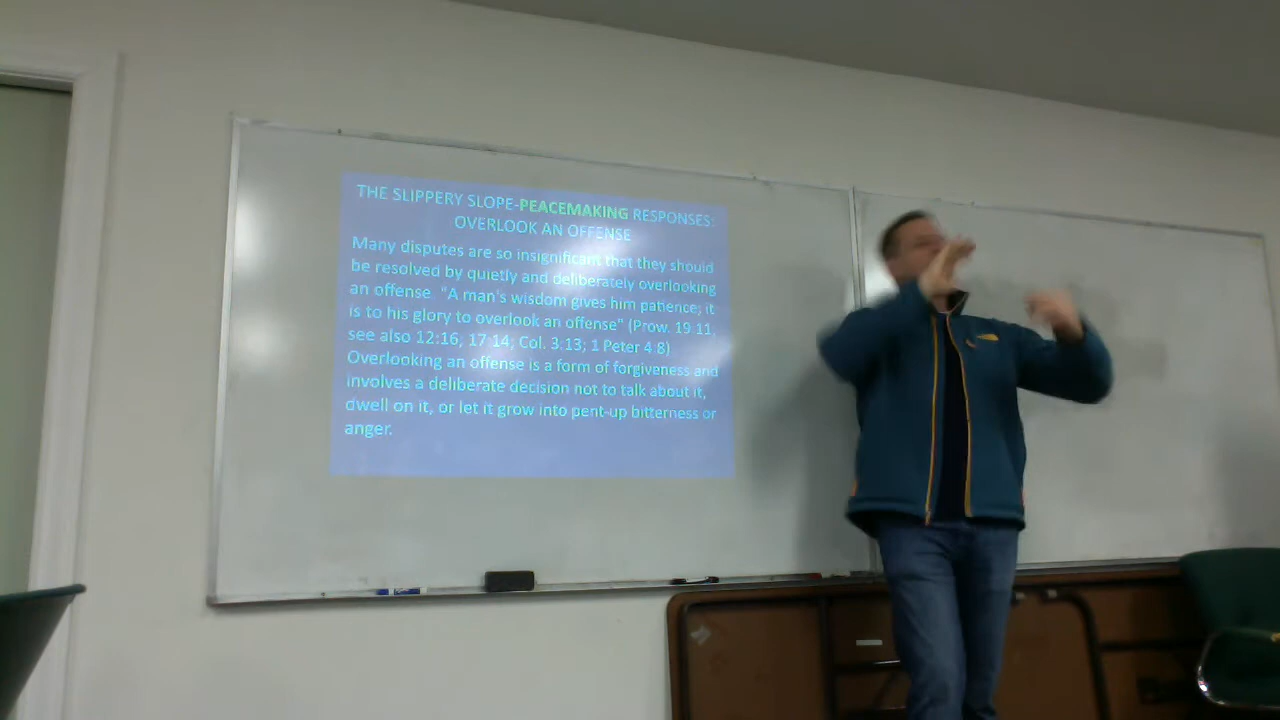 THE SLIPPERY SLOPE-PEACEMAKING RESPONSES:
OVERLOOK AN OFFENSE
Many disputes are so insignificant that they should
be resolved by quietly and deliberately overlooking
an offense "A man's wisdom gives him patience; it
is to his glory to overlook an offense" (Prow. 19 11,
see also 12:16, 17:14; Col. 3:13; 1 Peter 4:8)
Overlooking an offense is a form of forgiveness and
involves a deliberate decision not to talk about it,
dwell on it, or let it grow into pent-up bitterness or
anger.